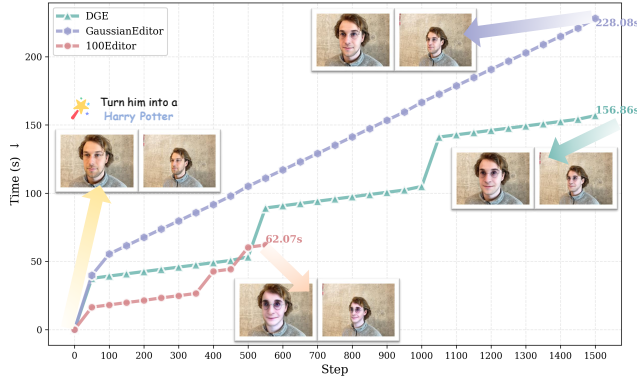 DGE
GaussianEditor
100Editor
228.08s
200
Turn him into a
Harry Potter
150
156.86s
Time (s) ↓
100
62.07s
50
0
0 100 200 300 400 500 600 700 800 900 1000 1100 1200 1300 1400 1500
Step